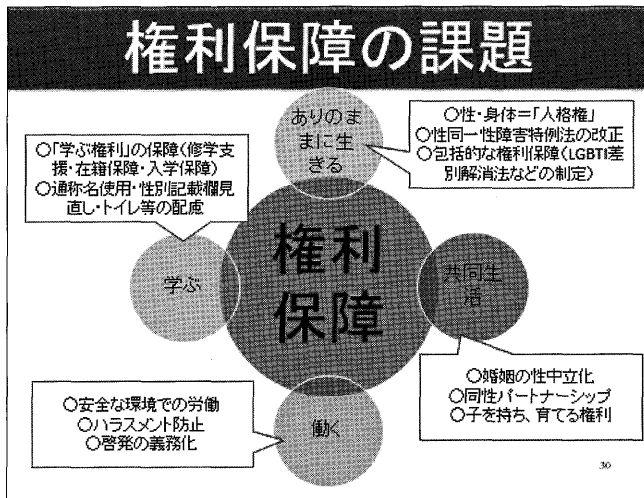 権利保障の課題
ありのま
まに生
きる
○性・身体=「人格権」
○性同一性障害特例法の改正
○包括的な権利保障(LGBTI差
別解消法などの制定)
○「学ぶ権利」の保障(修学支
援・在籍保障・入学保障)
○通称名使用・性別記載欄見
直し・トイレ等の配慮
学ぶ
権利
保障
共同生
活
○婚姻の性中立化
○同性パートナーシップ
○子を持ち、育てる権利
○安全な環境での労働
○ハラスメント防止
○啓発の義務化
働く
30